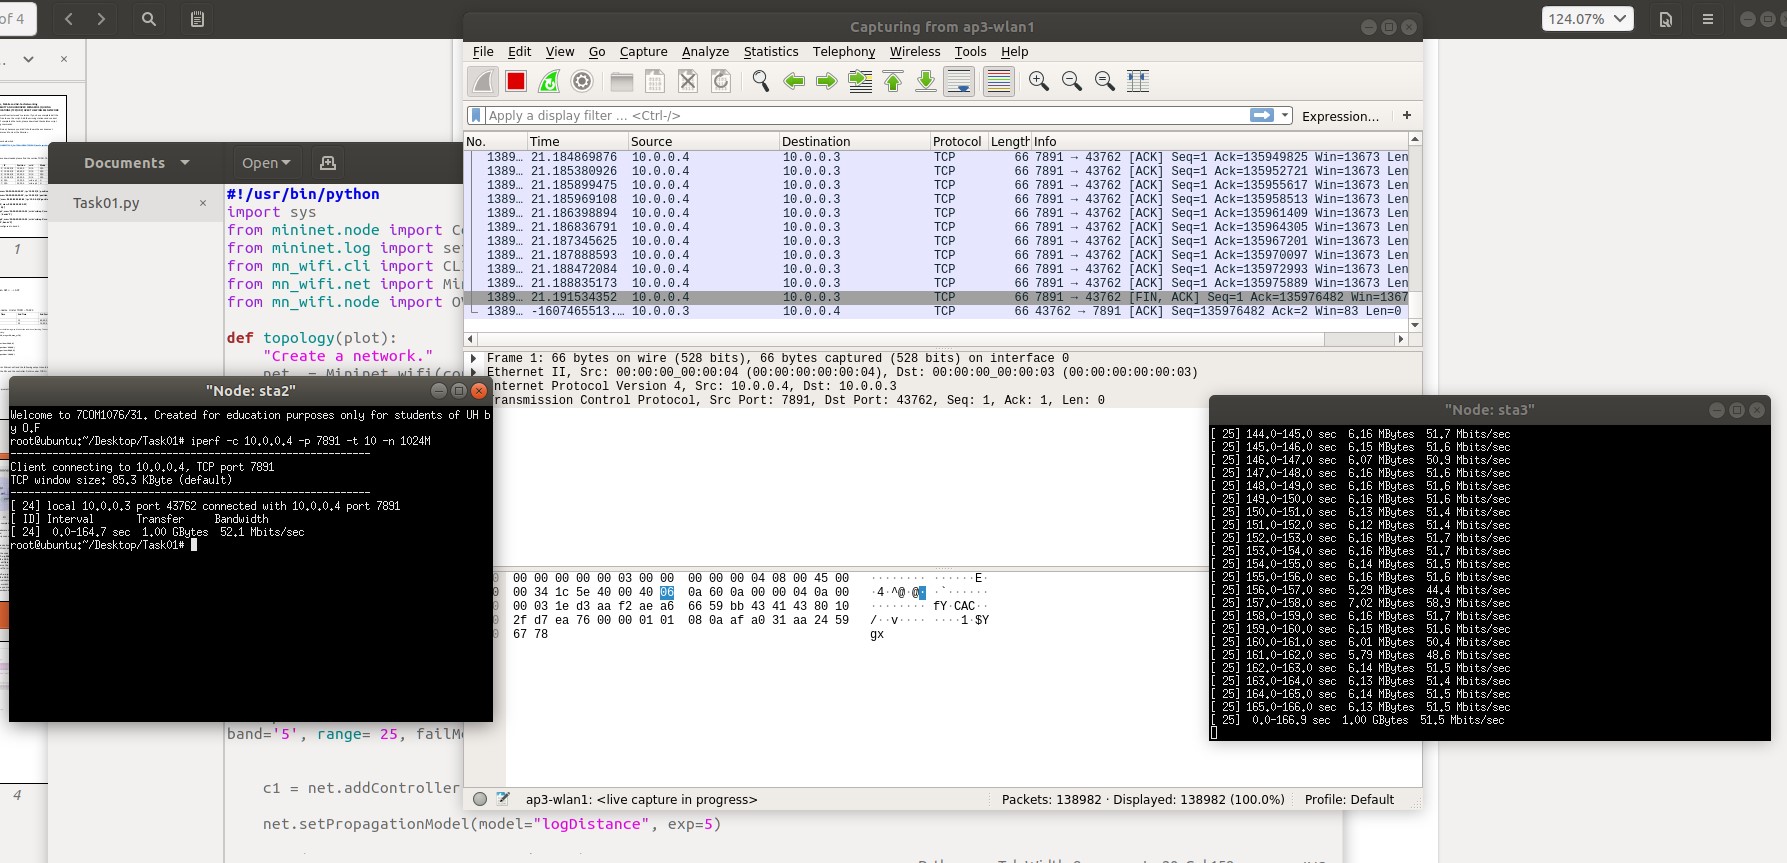 of 4
124.07%
Capturing from ap3-wlan1
File Edit View Go Capture Analyze Statistics Telephony Wireless Tools Help
Apply a display filter ... <Ctrl-/>
Expression...
+
No. Time Source Destination Protocol Length Info
1389… 21.184869876 10.0.0.4 10.0.0.3 TCP 66 7891 → 43762 [ACK] Seq=1 Ack=135949825 Win=13673 Len
1389… 21.185380926 10.0.0.4 10.0.0.3 TCP 66 7891 → 43762 [ACK] Seq=1 Ack=135952721 Win=13673 Len
1389… 21.185899475 10.0.0.4 10.0.0.3 TCP 66 7891 → 43762 [ACK] Seq=1 Ack=135955617 Win=13673 Len
1389… 21.185969108 10.0.0.4 10.0.0.3 TCP 66 7891 → 43762 [ACK] Seq=1 Ack=135958513 Win=13673 Len
1389… 21.186398894 10.0.0.4 10.0.0.3 TCP 66 7891 → 43762 [ACK] Seq=1 Ack=135961409 Win=13673 Len
1389… 21.186836791 10.0.0.4 10.0.0.3 TCP 66 7891 → 43762 [ACK] Seq=1 Ack=135964305 Win=13673 Len
1389… 21.187345625 10.0.0.4 10.0.0.3 TCP 66 7891 → 43762 [ACK] Seq=1 Ack=135967201 Win=13673 Len
1389… 21.187888593 10.0.0.4 10.0.0.3 TCP 66 7891 → 43762 [ACK] Seq=1 Ack=135970097 Win=13673 Len
1389… 21.188472084 10.0.0.4 10.0.0.3 TCP 66 7891 → 43762 [ACK] Seq=1 Ack=135972993 Win=13673 Len
1389… 21.188835173 10.0.0.4 10.0.0.3 TCP 66 7891 → 43762 [ACK] Seq=1 Ack=135975889 Win=13673 Len
1389… 21.191534352 10.0.0.4 10.0.0.3 TCP 66 7891 → 43762 [FIN, ACK] Seq=1 Ack=135976482 Win=1367
1389… -1607465513.… 10.0.0.3 10.0.0.4 TCP 66 43762 → 7891 [ACK] Seq=135976482 Ack=2 Win=83 Len=0
Frame 1: 66 bytes on wire (528 bits), 66 bytes captured (528 bits) on interface 0
Ethernet II, Src: 00:00:00_00:00:04 (00:00:00:00:00:04), Dst: 00:00:00_00:00:03 (00:00:00:00:00:03)
nternet Protocol Version 4, Src: 10.0.0.4, Dst: 10.0.0.3
ransmission Control Protocol, Src Port: 7891, Dst Port: 43762, Seq: 1, Ack: 1, Len: 0
00 00 00 00 00 03 00 00 00 00 00 04 08 00 45 00 ········ ······E·
00 34 1c 5e 40 00 40 06 0a 60 0a 00 00 04 0a 00 ·4·^@·@· ·`······
00 03 1e d3 aa f2 ae a6 66 59 bb 43 41 43 80 10 ········ fY·CAC··
2f d7 ea 76 00 00 01 01 08 0a af a0 31 aa 24 59 /··v···· ····1·$Y
67 78 gx
ap3-wlan1: <live capture in progress>
Packets: 138982 · Displayed: 138982 (100.0%)
Profile: Default
Documents
Open
Task01.py
#!/usr/bin/python
import sys
from mininet.node import Co
from mininet.log import se
from mn_wifi.cli import CLI
from mn_wifi.net import Min
from mn_wifi.node import O
def topology(plot):
"Create a network."
net = Mininet_wifi(co
band='5', range= 25, failM
c1 = net.addController
net.setPropagationModel(model="logDistance", exp=5)
1
4
"Node: sta2"
Welcome to 7COM1076/31. Created for education purposes only for students of UH b
y O.F
root@ubuntu:~/Desktop/Task01# iperf -c 10.0.0.4 -p 7891 -t 10 -n 1024M
------------------------------------------------------------
Client connecting to 10.0.0.4, TCP port 7891
TCP window size: 85.3 KByte (default)
------------------------------------------------------------
[ 24] local 10.0.0.3 port 43762 connected with 10.0.0.4 port 7891
[ ID] Interval Transfer Bandwidth
[ 24] 0.0-164.7 sec 1.00 GBytes 52.1 Mbits/sec
root@ubuntu:~/Desktop/Task01#
"Node: sta3"
[ 25] 144.0-145.0 sec 6.16 MBytes 51.7 Mbits/sec
[ 25] 145.0-146.0 sec 6.15 MBytes 51.6 Mbits/sec
[ 25] 146.0-147.0 sec 6.07 MBytes 50.9 Mbits/sec
[ 25] 147.0-148.0 sec 6.16 MBytes 51.6 Mbits/sec
[ 25] 148.0-149.0 sec 6.16 MBytes 51.6 Mbits/sec
[ 25] 149.0-150.0 sec 6.16 MBytes 51.6 Mbits/sec
[ 25] 150.0-151.0 sec 6.13 MBytes 51.4 Mbits/sec
[ 25] 151.0-152.0 sec 6.12 MBytes 51.4 Mbits/sec
[ 25] 152.0-153.0 sec 6.16 MBytes 51.7 Mbits/sec
[ 25] 153.0-154.0 sec 6.16 MBytes 51.7 Mbits/sec
[ 25] 154.0-155.0 sec 6.14 MBytes 51.5 Mbits/sec
[ 25] 155.0-156.0 sec 6.16 MBytes 51.6 Mbits/sec
[ 25] 156.0-157.0 sec 5.29 MBytes 44.4 Mbits/sec
[ 25] 157.0-158.0 sec 7.02 MBytes 58.9 Mbits/sec
[ 25] 158.0-159.0 sec 6.16 MBytes 51.7 Mbits/sec
[ 25] 159.0-160.0 sec 6.15 MBytes 51.6 Mbits/sec
[ 25] 160.0-161.0 sec 6.01 MBytes 50.4 Mbits/sec
[ 25] 161.0-162.0 sec 5.79 MBytes 48.6 Mbits/sec
[ 25] 162.0-163.0 sec 6.14 MBytes 51.5 Mbits/sec
[ 25] 163.0-164.0 sec 6.13 MBytes 51.4 Mbits/sec
[ 25] 164.0-165.0 sec 6.14 MBytes 51.5 Mbits/sec
[ 25] 165.0-166.0 sec 6.13 MBytes 51.5 Mbits/sec
[ 25] 0.0-166.9 sec 1.00 GBytes 51.5 Mbits/sec